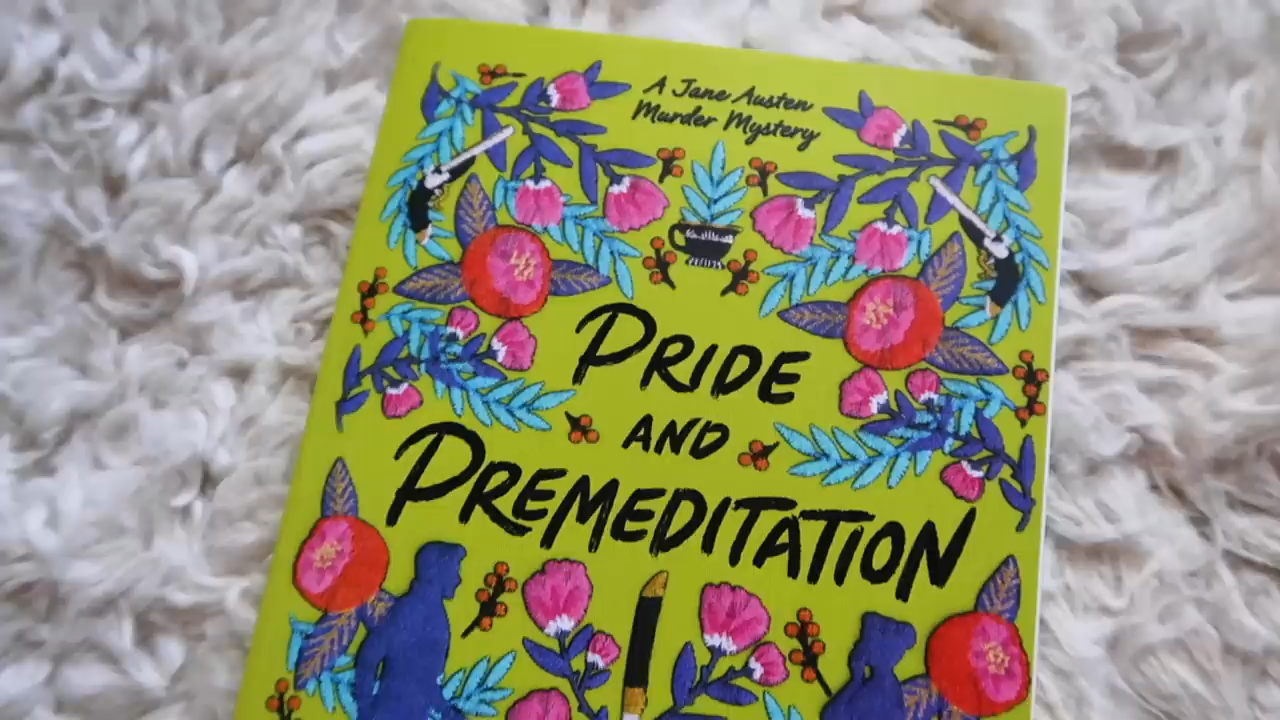 A Jane Austen
Murder Mystery
PRIDE
AND
PREMEDITATION